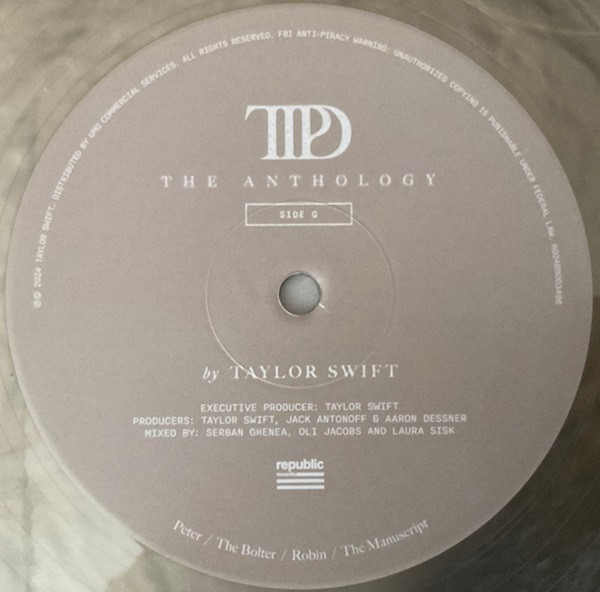 ℗© 2024 TAYLOR SWIFT. DISTRIBUTED BY UMG COMMERCIAL SERVICES. ALL RIGHTS RESERVED. FBI ANTI-PIRACY WARNING: UNAUTHORIZED COPYING IS PUNISHABLE UNDER FEDERAL LAW.
TTPD
THE ANTHOLOGY
SIDE G
by TAYLOR SWIFT
EXECUTIVE PRODUCER: TAYLOR SWIFT
PRODUCERS: TAYLOR SWIFT, JACK ANTONOFF & AARON DESSNER
MIXED BY: SERBAN GHENEA, OLI JACOBS AND LAURA SISK
republic
Peter / The Bolter / Robin / The Manuscript